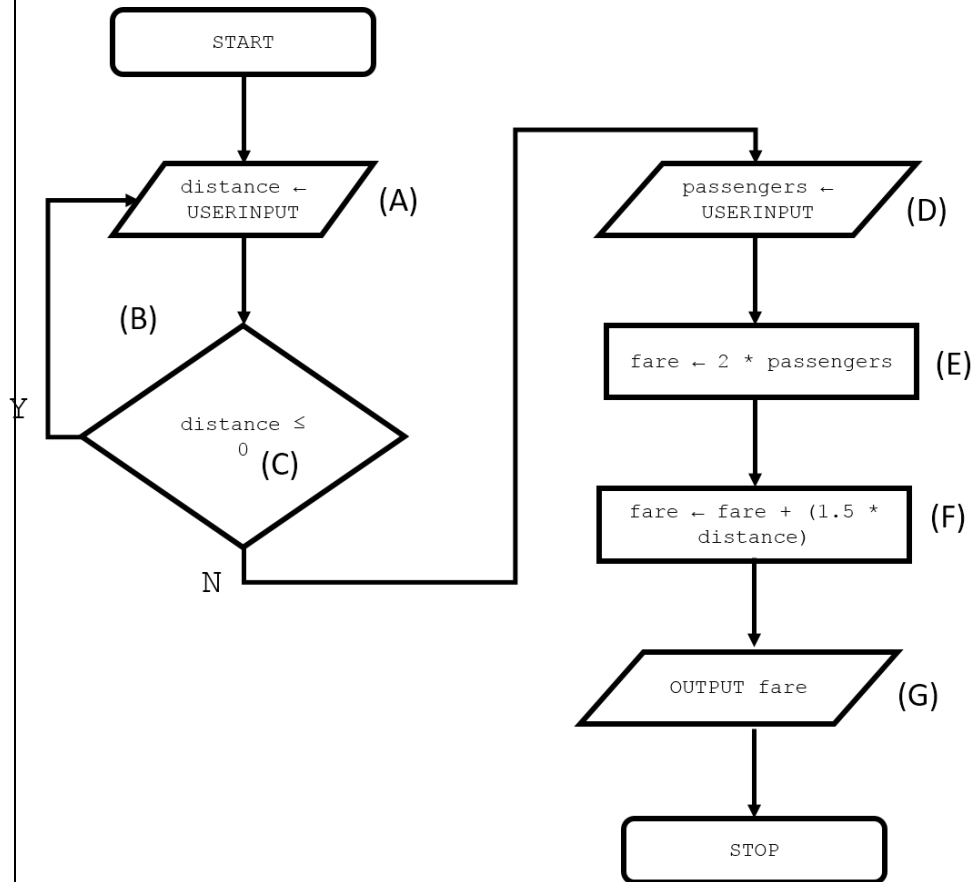 START
distance ←
USERINPUT
(A)
(B)
Y
distance ≤
0
(C)
N
passengers ←
USERINPUT
(D)
fare ← 2 * passengers
(E)
fare ← fare + (1.5 *
distance)
(F)
OUTPUT fare
(G)
STOP